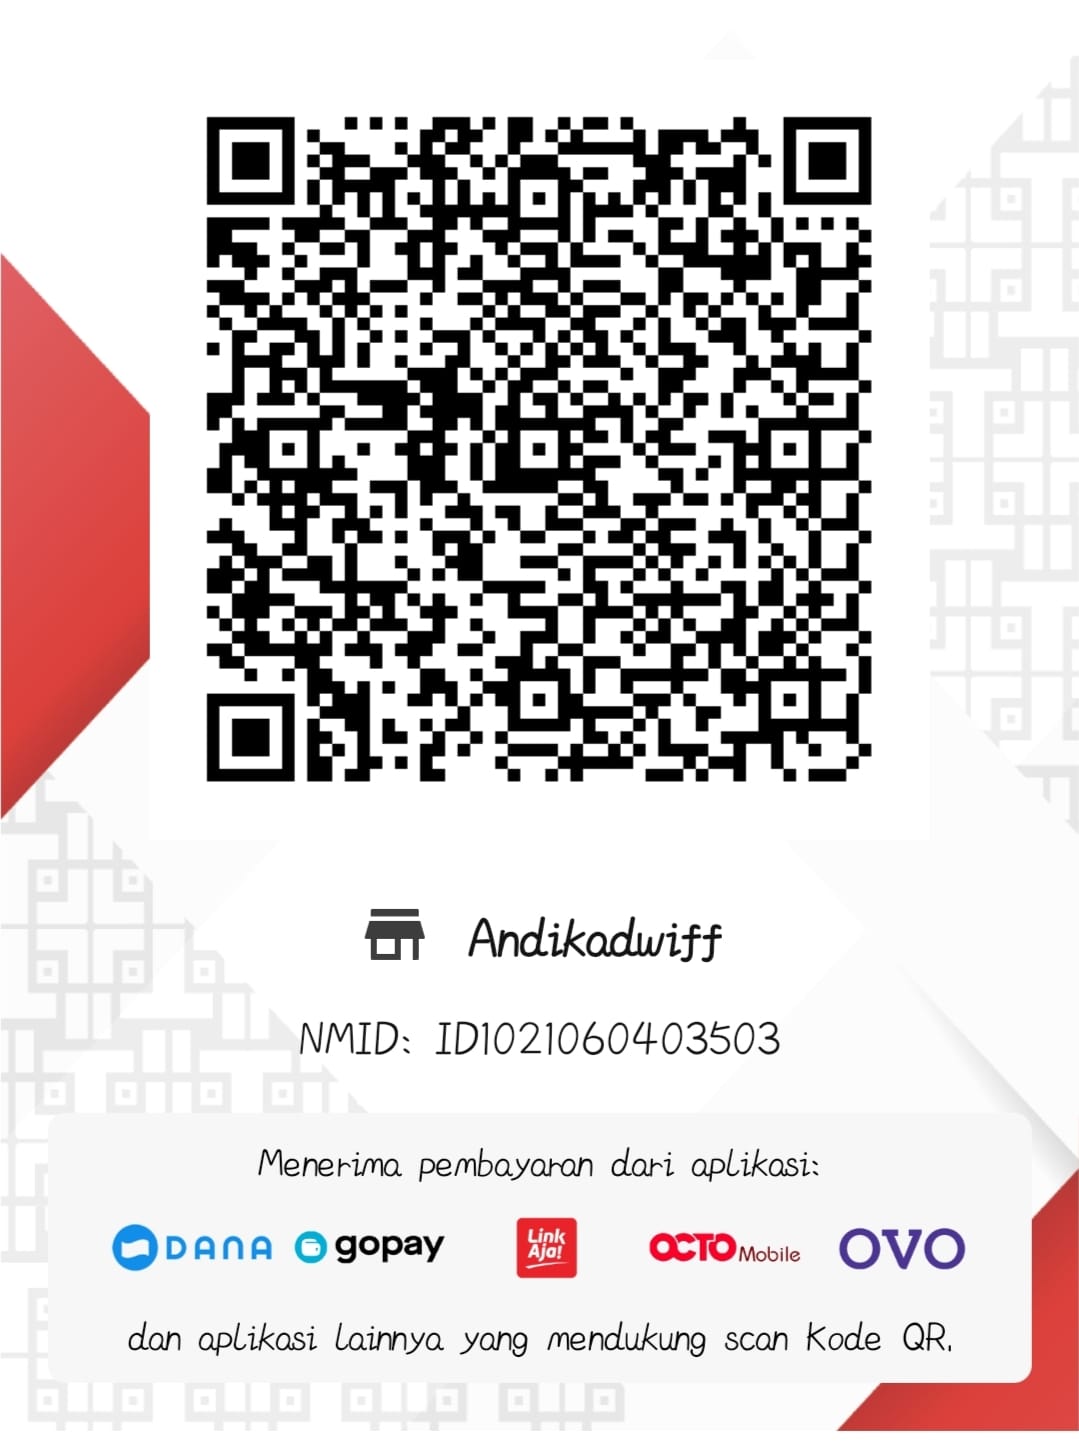 Andikadwiff
NMID: ID1021060403503
Menerima pembayaran dari aplikasi:
DANA gopay Link Aja! OCTO Mobile OVO
dan aplikasi lainnya yang mendukung scan Kode QR.